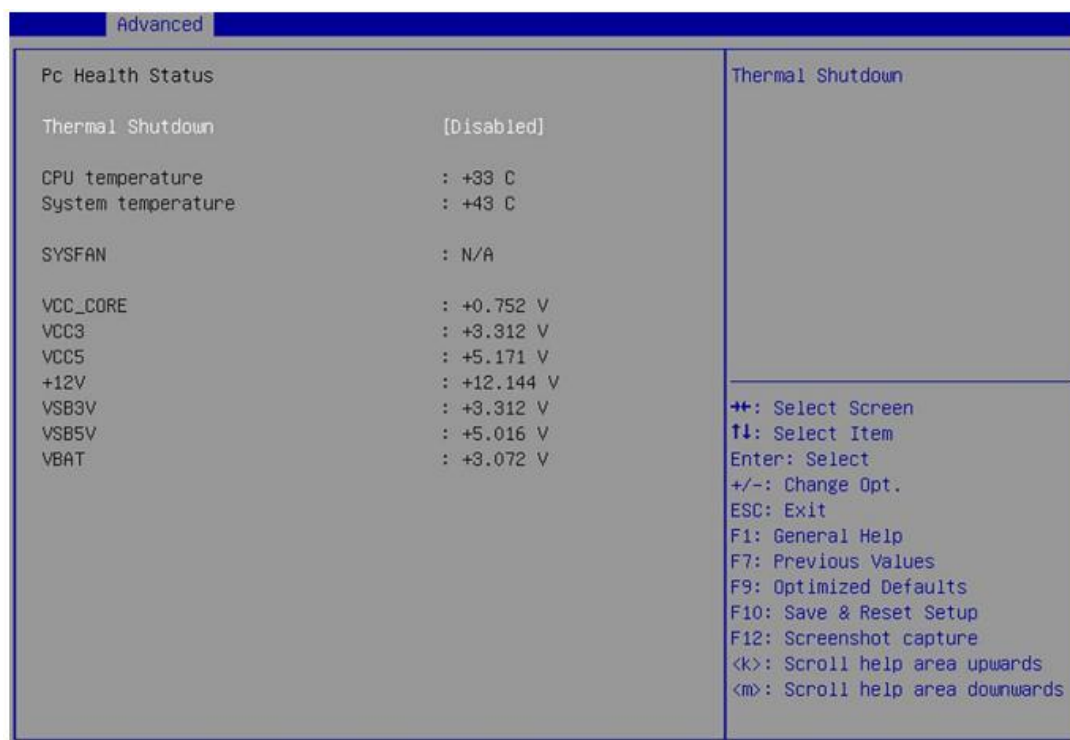 Advanced
Pc Health Status
Thermal Shutdown [Disabled]
CPU temperature : +33 C
System temperature : +43 C
SYSFAN : N/A
VCC_CORE : +0.752 V
VCC3 : +3.312 V
VCC5 : +5.171 V
+12V : +12.144 V
VSB3V : +3.312 V
VSB5V : +5.016 V
VBAT : +3.072 V
Thermal Shutdown
→←: Select Screen
↑↓: Select Item
Enter: Select
+/-: Change Opt.
ESC: Exit
F1: General Help
F7: Previous Values
F9: Optimized Defaults
F10: Save & Reset Setup
F12: Screenshot capture
<k>: Scroll help area upwards
<m>: Scroll help area downwards